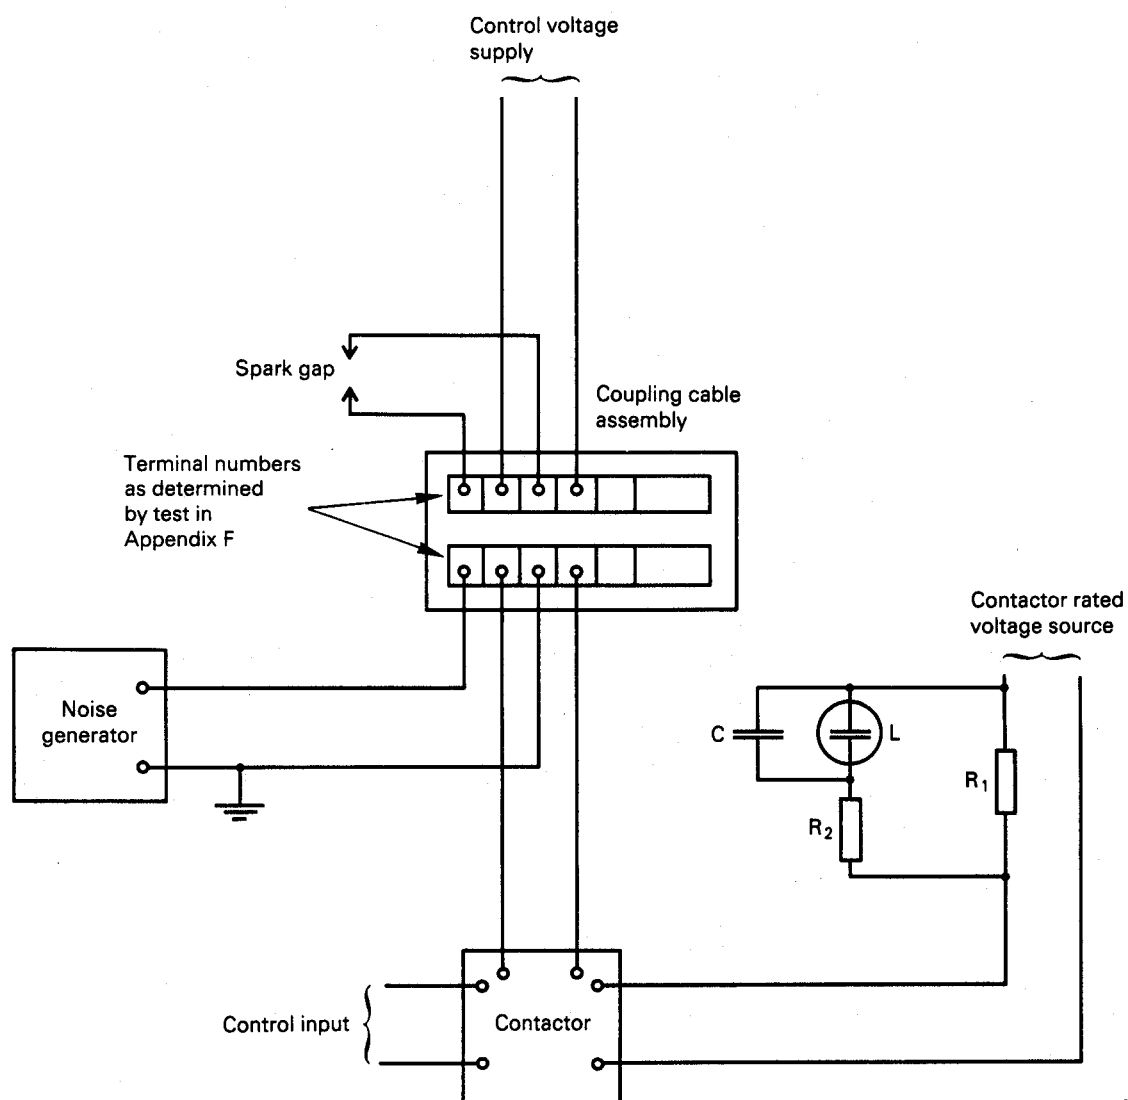 Control voltage
supply
Spark gap
Coupling cable
assembly
Terminal numbers
as determined
by test in
Appendix F
Contactor rated
voltage source
Noise
generator
C
L
R1
R2
Control input
Contactor